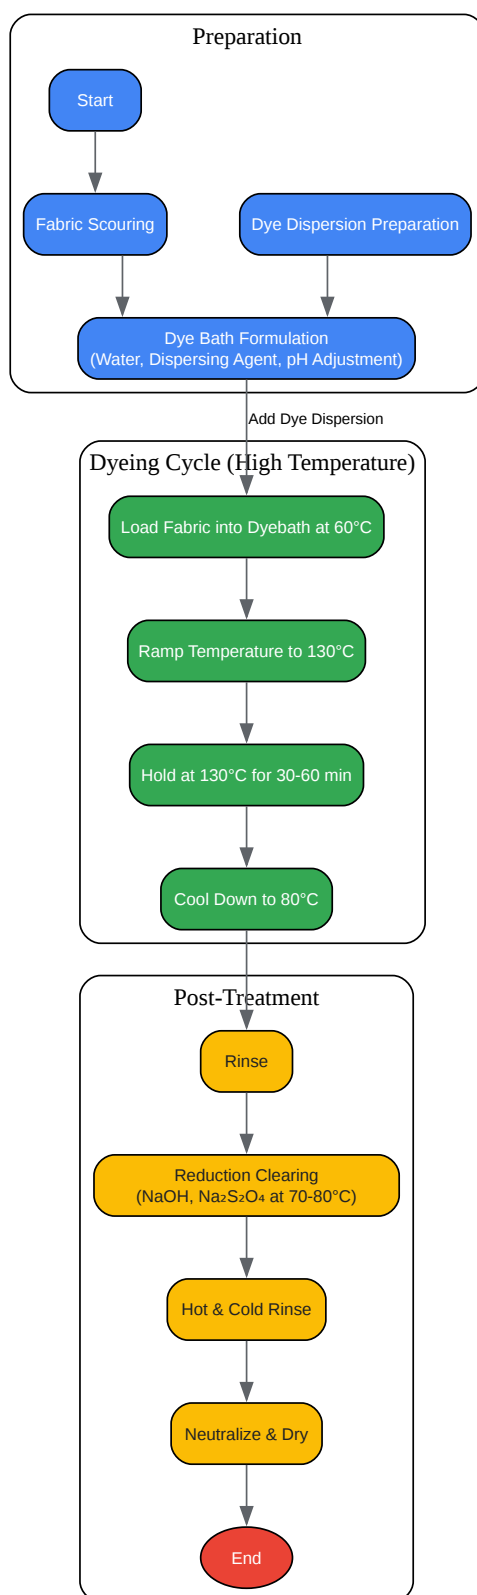 Preparation
Start
Fabric Scouring
Dye Dispersion Preparation
Dye Bath Formulation
(Water, Dispersing Agent, pH Adjustment)
Add Dye Dispersion
Dyeing Cycle (High Temperature)
Load Fabric into Dyebath at 60°C
Ramp Temperature to 130°C
Hold at 130°C for 30-60 min
Cool Down to 80°C
Post-Treatment
Rinse
Reduction Clearing
(NaOH, Na₂S₂O₄ at 70-80°C)
Hot & Cold Rinse
Neutralize & Dry
End